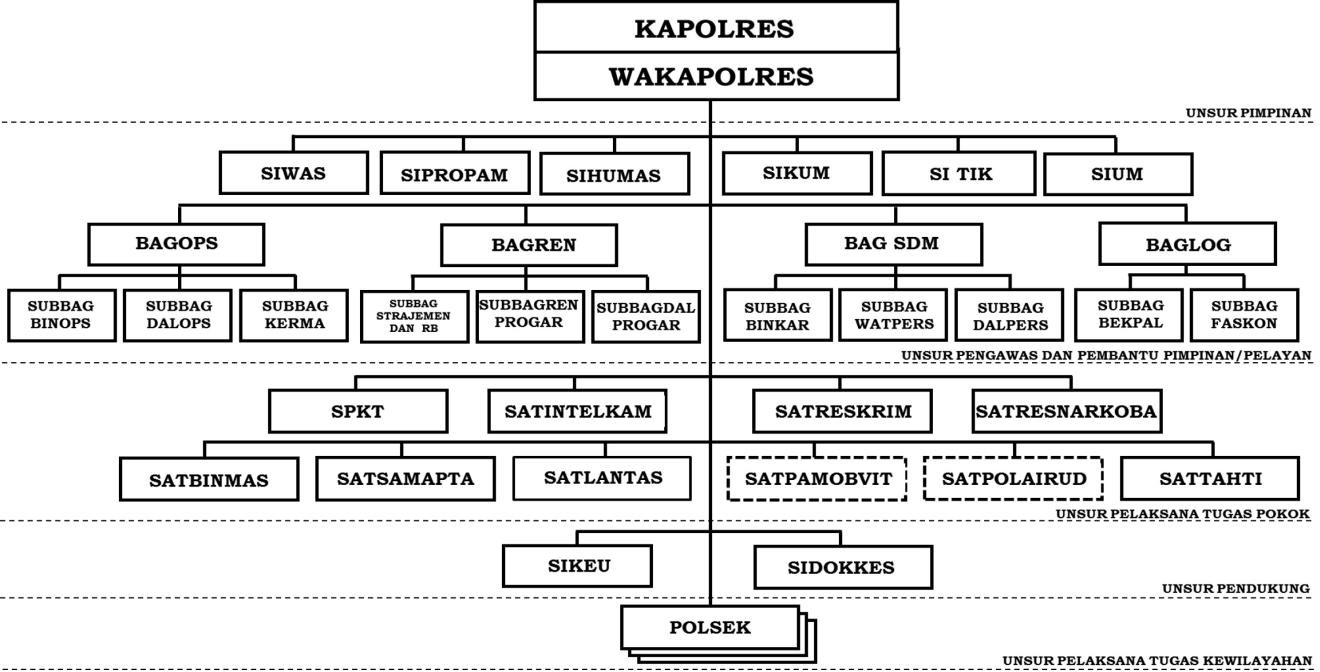 KAPOLRES
WAKAPOLRES
UNSUR PIMPINAN
SIWAS
SIPROPAM
SIHUMAS
SIKUM
SI TIK
SIUM
BAGOPS
BAGREN
BAG SDM
BAGLOG
SUBBAG
BINOPS
SUBBAG
DALOPS
SUBBAG
KERMA
SUBBAG
STRAJEMEN
DAN RB
SUBBAGREN
PROGAR
SUBBAGDAL
PROGAR
SUBBAG
BINKAR
SUBBAG
WATPERS
SUBBAG
DALPERS
SUBBAG
BEKPAL
SUBBAG
FASKON
UNSUR PENGAWAS DAN PEMBANTU PIMPINAN/PELAYAN
SPKT
SATINTELKAM
SATRESKRIM
SATRESNARKOBA
SATBINMAS
SATSAMAPTA
SATLANTAS
SATPAMOBVIT
SATPOLAIRUD
SATTAHTI
UNSUR PELAKSANA TUGAS POKOK
SIKEU
SIDOKKES
UNSUR PENDUKUNG
POLSEK
UNSUR PELAKSANA TUGAS KEWILAYAHAN